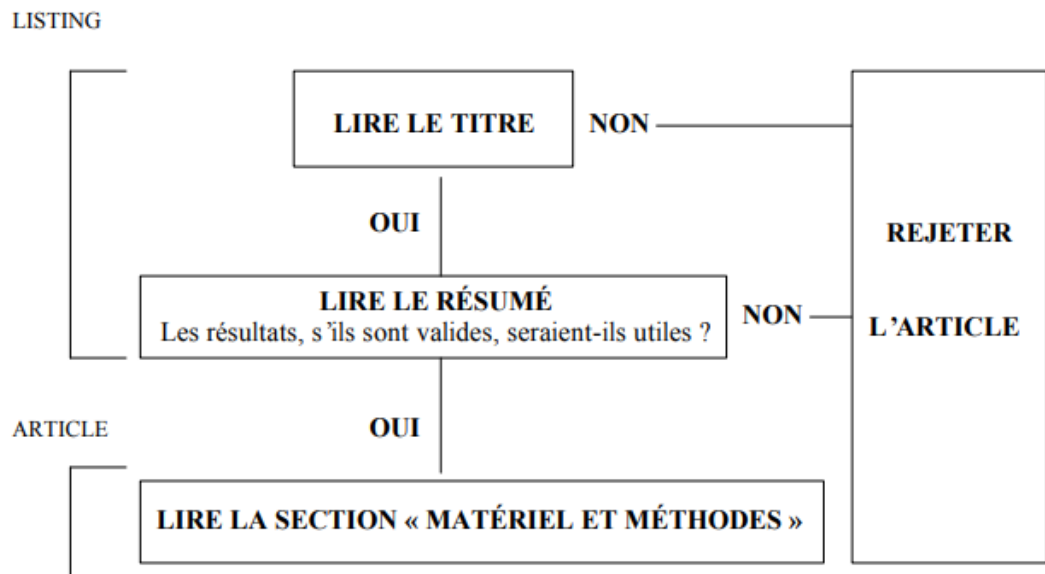 LISTING
LIRE LE TITRE
NON
OUI
REJETER
L’ARTICLE
LIRE LE RÉSUMÉ
Les résultats, s’ils sont valides, seraient-ils utiles ?
NON
ARTICLE
OUI
LIRE LA SECTION « MATÉRIEL ET MÉTHODES »